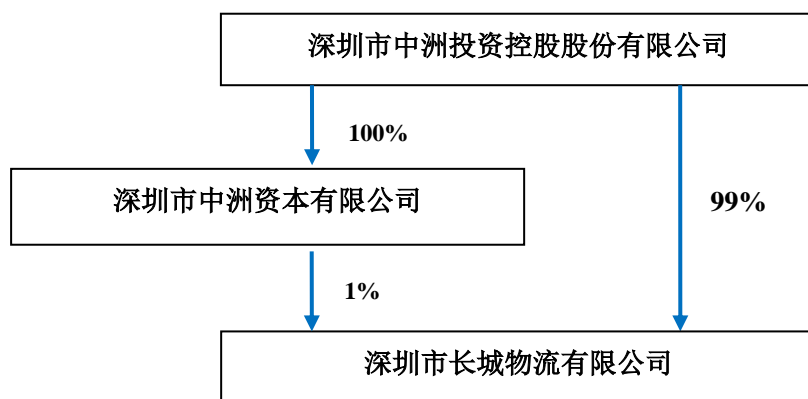 深圳市中洲投资控股股份有限公司
100%
深圳市中洲资本有限公司
99%
1%
深圳市长城物流有限公司